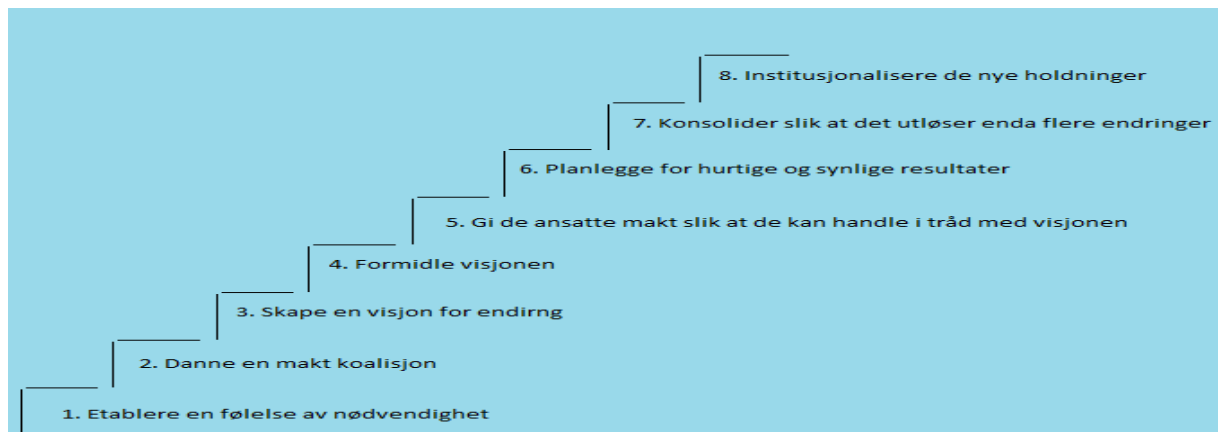 8. Institusjonalisere de nye holdninger
7. Konsolider slik at det utløser enda flere endringer
6. Planlegge for hurtige og synlige resultater
5. Gi de ansatte makt slik at de kan handle i tråd med visjonen
4. Formidle visjonen
3. Skape en visjon for endirng
2. Danne en makt koalisjon
1. Etablere en følelse av nødvendighet